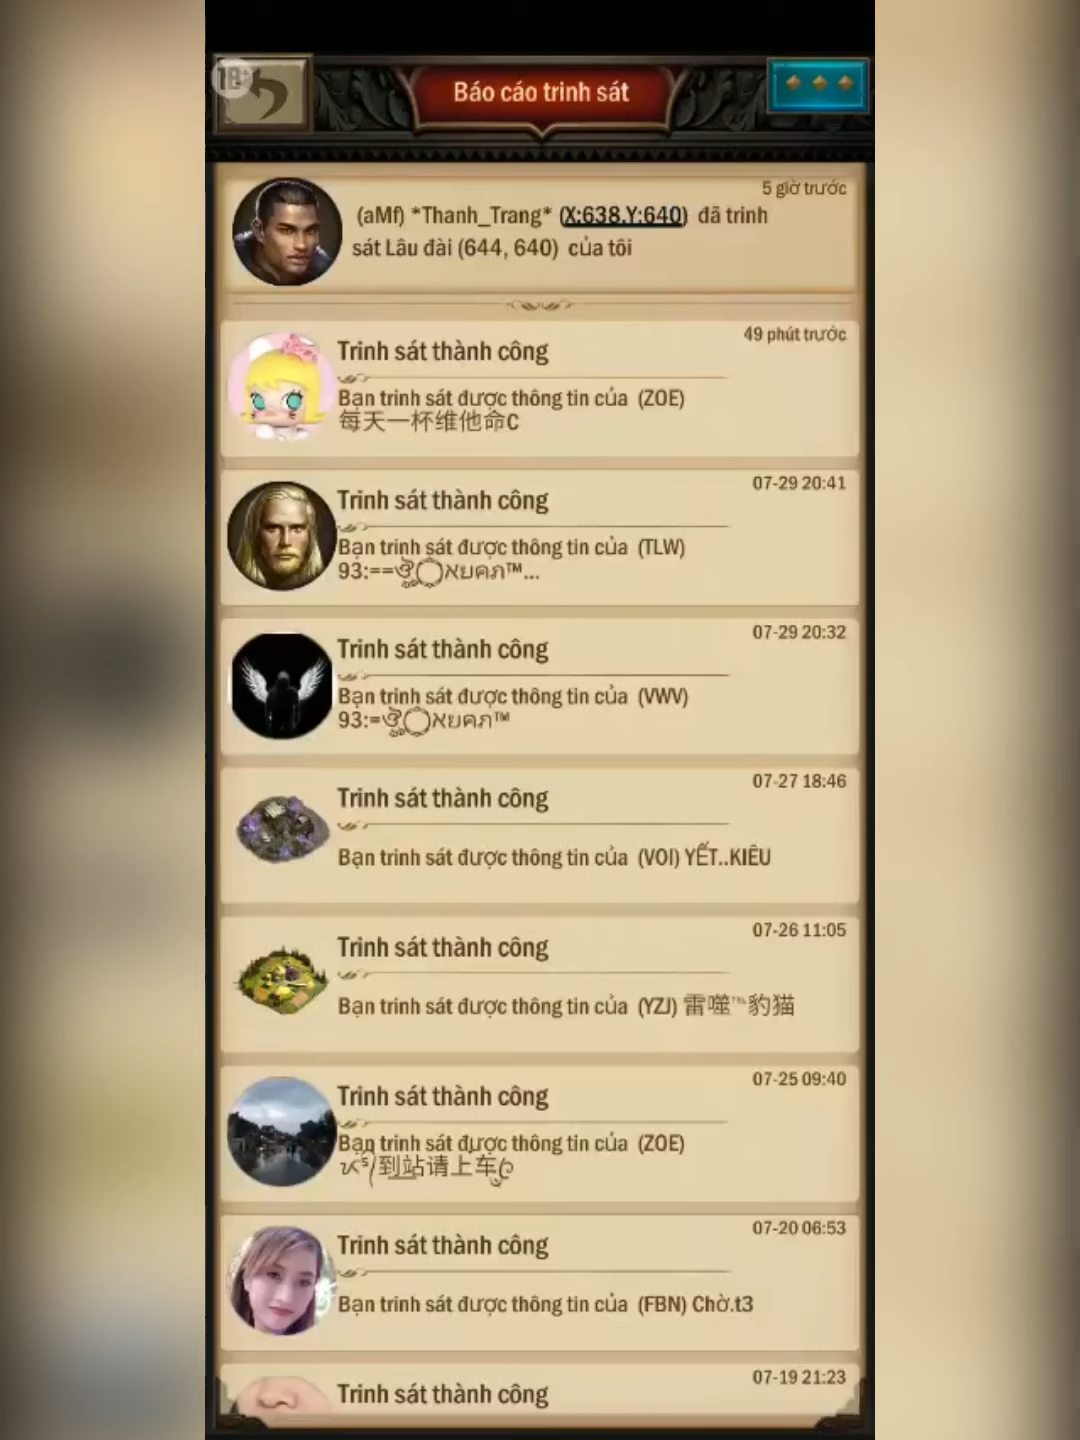 18+
Báo cáo trinh sát
5 giờ trước
(aMf) *Thanh_Trang* (X:638,Y:640) đã trinh
sát Lâu đài (644, 640) của tôi
49 phút trước
Trinh sát thành công
Bạn trinh sát được thông tin của (ZOE)
每天一杯维他命C
07-29 20:41
Trinh sát thành công
Bạn trinh sát được thông tin của (TLW)
93:==
07-29 20:32
Trinh sát thành công
Bạn trinh sát được thông tin của (VWV)
93:=
07-27 18:46
Trinh sát thành công
Bạn trinh sát được thông tin của (VOI) YẾT..KIÊU
07-26 11:05
Trinh sát thành công
Bạn trinh sát được thông tin của (YZJ) 雷噬™豹猫
07-25 09:40
Trinh sát thành công
Bạn trinh sát được thông tin của (ZOE)
到站请上车
07-20 06:53
Trinh sát thành công
Bạn trinh sát được thông tin của (FBN) Chờ.t3
07-19 21:23
Trinh sát thành công